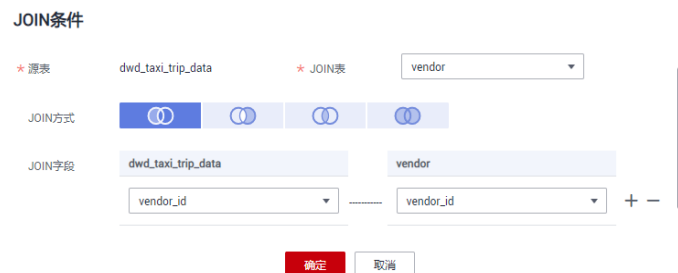 JOIN条件
* 源表 dwd_taxi_trip_data * JOIN表 vendor
JOIN方式
JOIN字段 dwd_taxi_trip_data vendor
vendor_id vendor_id
确定 取消